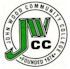 JOHN WOOD COMMUNITY COLLEGE
JW
CC
FOUNDED 1974